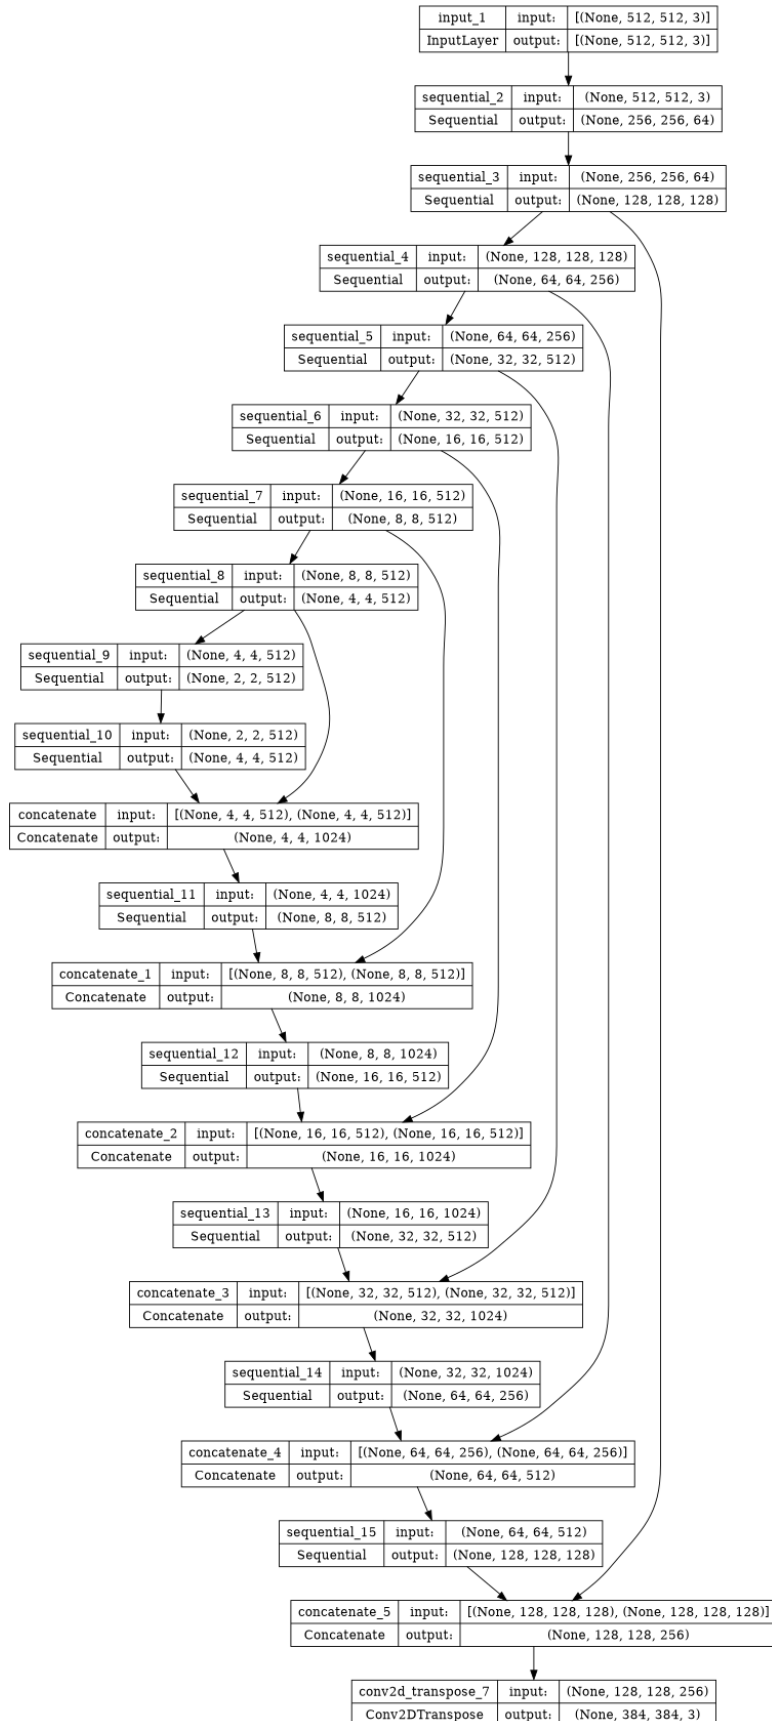 input_1 input: [(None, 512, 512, 3)]
InputLayer output: [(None, 512, 512, 3)]
sequential_2 input: (None, 512, 512, 3)
Sequential output: (None, 256, 256, 64)
sequential_3 input: (None, 256, 256, 64)
Sequential output: (None, 128, 128, 128)
sequential_4 input: (None, 128, 128, 128)
Sequential output: (None, 64, 64, 256)
sequential_5 input: (None, 64, 64, 256)
Sequential output: (None, 32, 32, 512)
sequential_6 input: (None, 32, 32, 512)
Sequential output: (None, 16, 16, 512)
sequential_7 input: (None, 16, 16, 512)
Sequential output: (None, 8, 8, 512)
sequential_8 input: (None, 8, 8, 512)
Sequential output: (None, 4, 4, 512)
sequential_9 input: (None, 4, 4, 512)
Sequential output: (None, 2, 2, 512)
sequential_10 input: (None, 2, 2, 512)
Sequential output: (None, 4, 4, 512)
concatenate input: [(None, 4, 4, 512), (None, 4, 4, 512)]
Concatenate output: (None, 4, 4, 1024)
sequential_11 input: (None, 4, 4, 1024)
Sequential output: (None, 8, 8, 512)
concatenate_1 input: [(None, 8, 8, 512), (None, 8, 8, 512)]
Concatenate output: (None, 8, 8, 1024)
sequential_12 input: (None, 8, 8, 1024)
Sequential output: (None, 16, 16, 512)
concatenate_2 input: [(None, 16, 16, 512), (None, 16, 16, 512)]
Concatenate output: (None, 16, 16, 1024)
sequential_13 input: (None, 16, 16, 1024)
Sequential output: (None, 32, 32, 512)
concatenate_3 input: [(None, 32, 32, 512), (None, 32, 32, 512)]
Concatenate output: (None, 32, 32, 1024)
sequential_14 input: (None, 32, 32, 1024)
Sequential output: (None, 64, 64, 256)
concatenate_4 input: [(None, 64, 64, 256), (None, 64, 64, 256)]
Concatenate output: (None, 64, 64, 512)
sequential_15 input: (None, 64, 64, 512)
Sequential output: (None, 128, 128, 128)
concatenate_5 input: [(None, 128, 128, 128), (None, 128, 128, 128)]
Concatenate output: (None, 128, 128, 256)
conv2d_transpose_7 input: (None, 128, 128, 256)
Conv2DTranspose output: (None, 384, 384, 3)